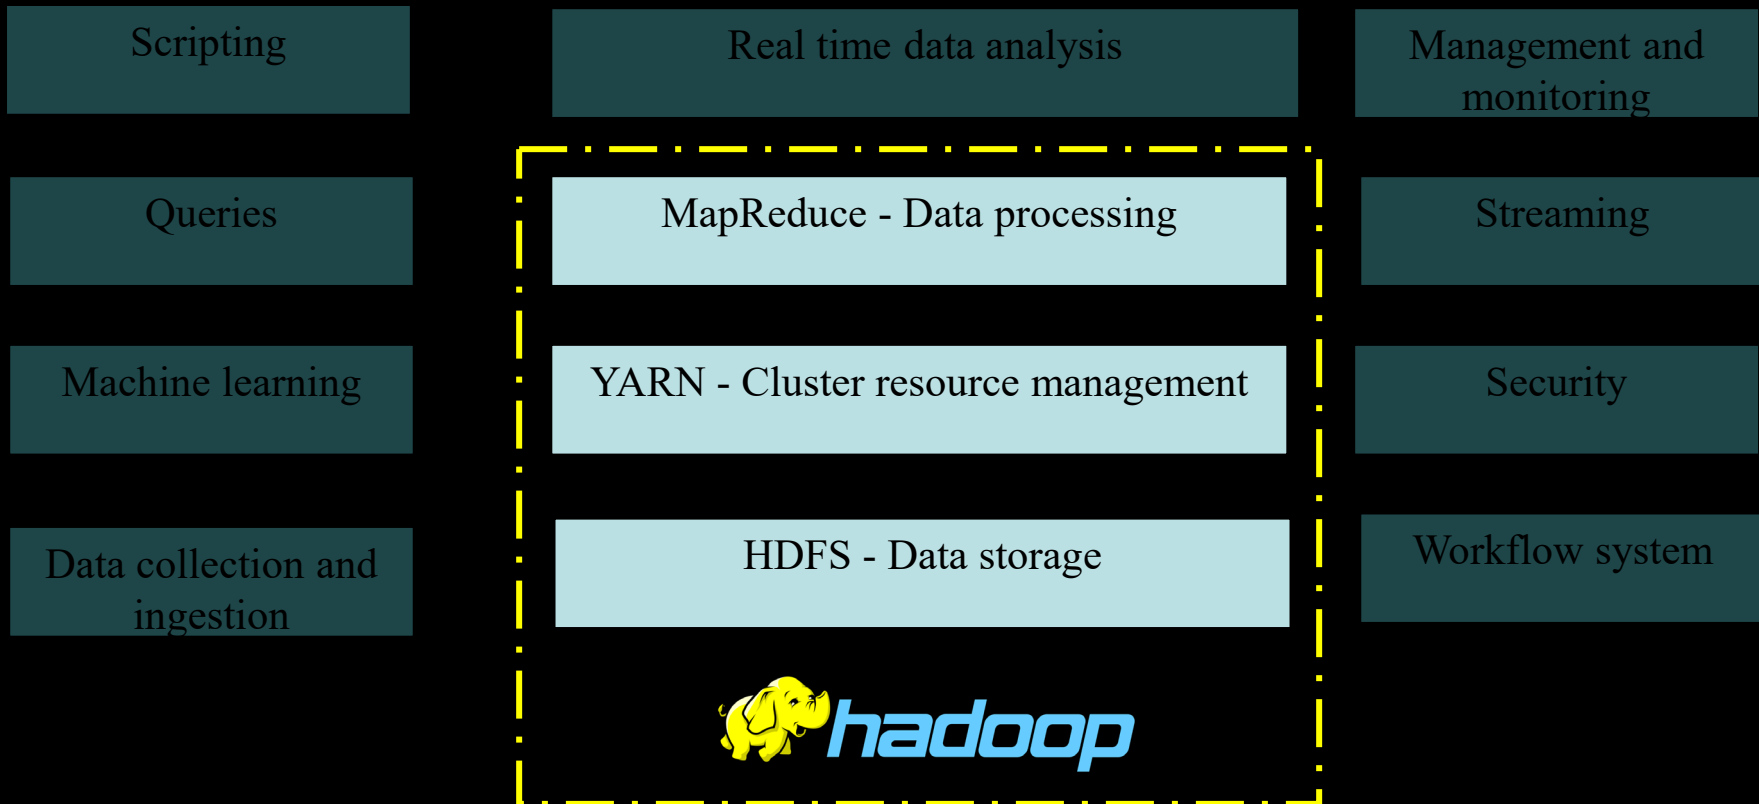 Scripting
Real time data analysis
Management and
monitoring
Queries
MapReduce - Data processing
Streaming
Machine learning
YARN - Cluster resource management
Security
Data collection and
ingestion
HDFS - Data storage
Workflow system
hadoop